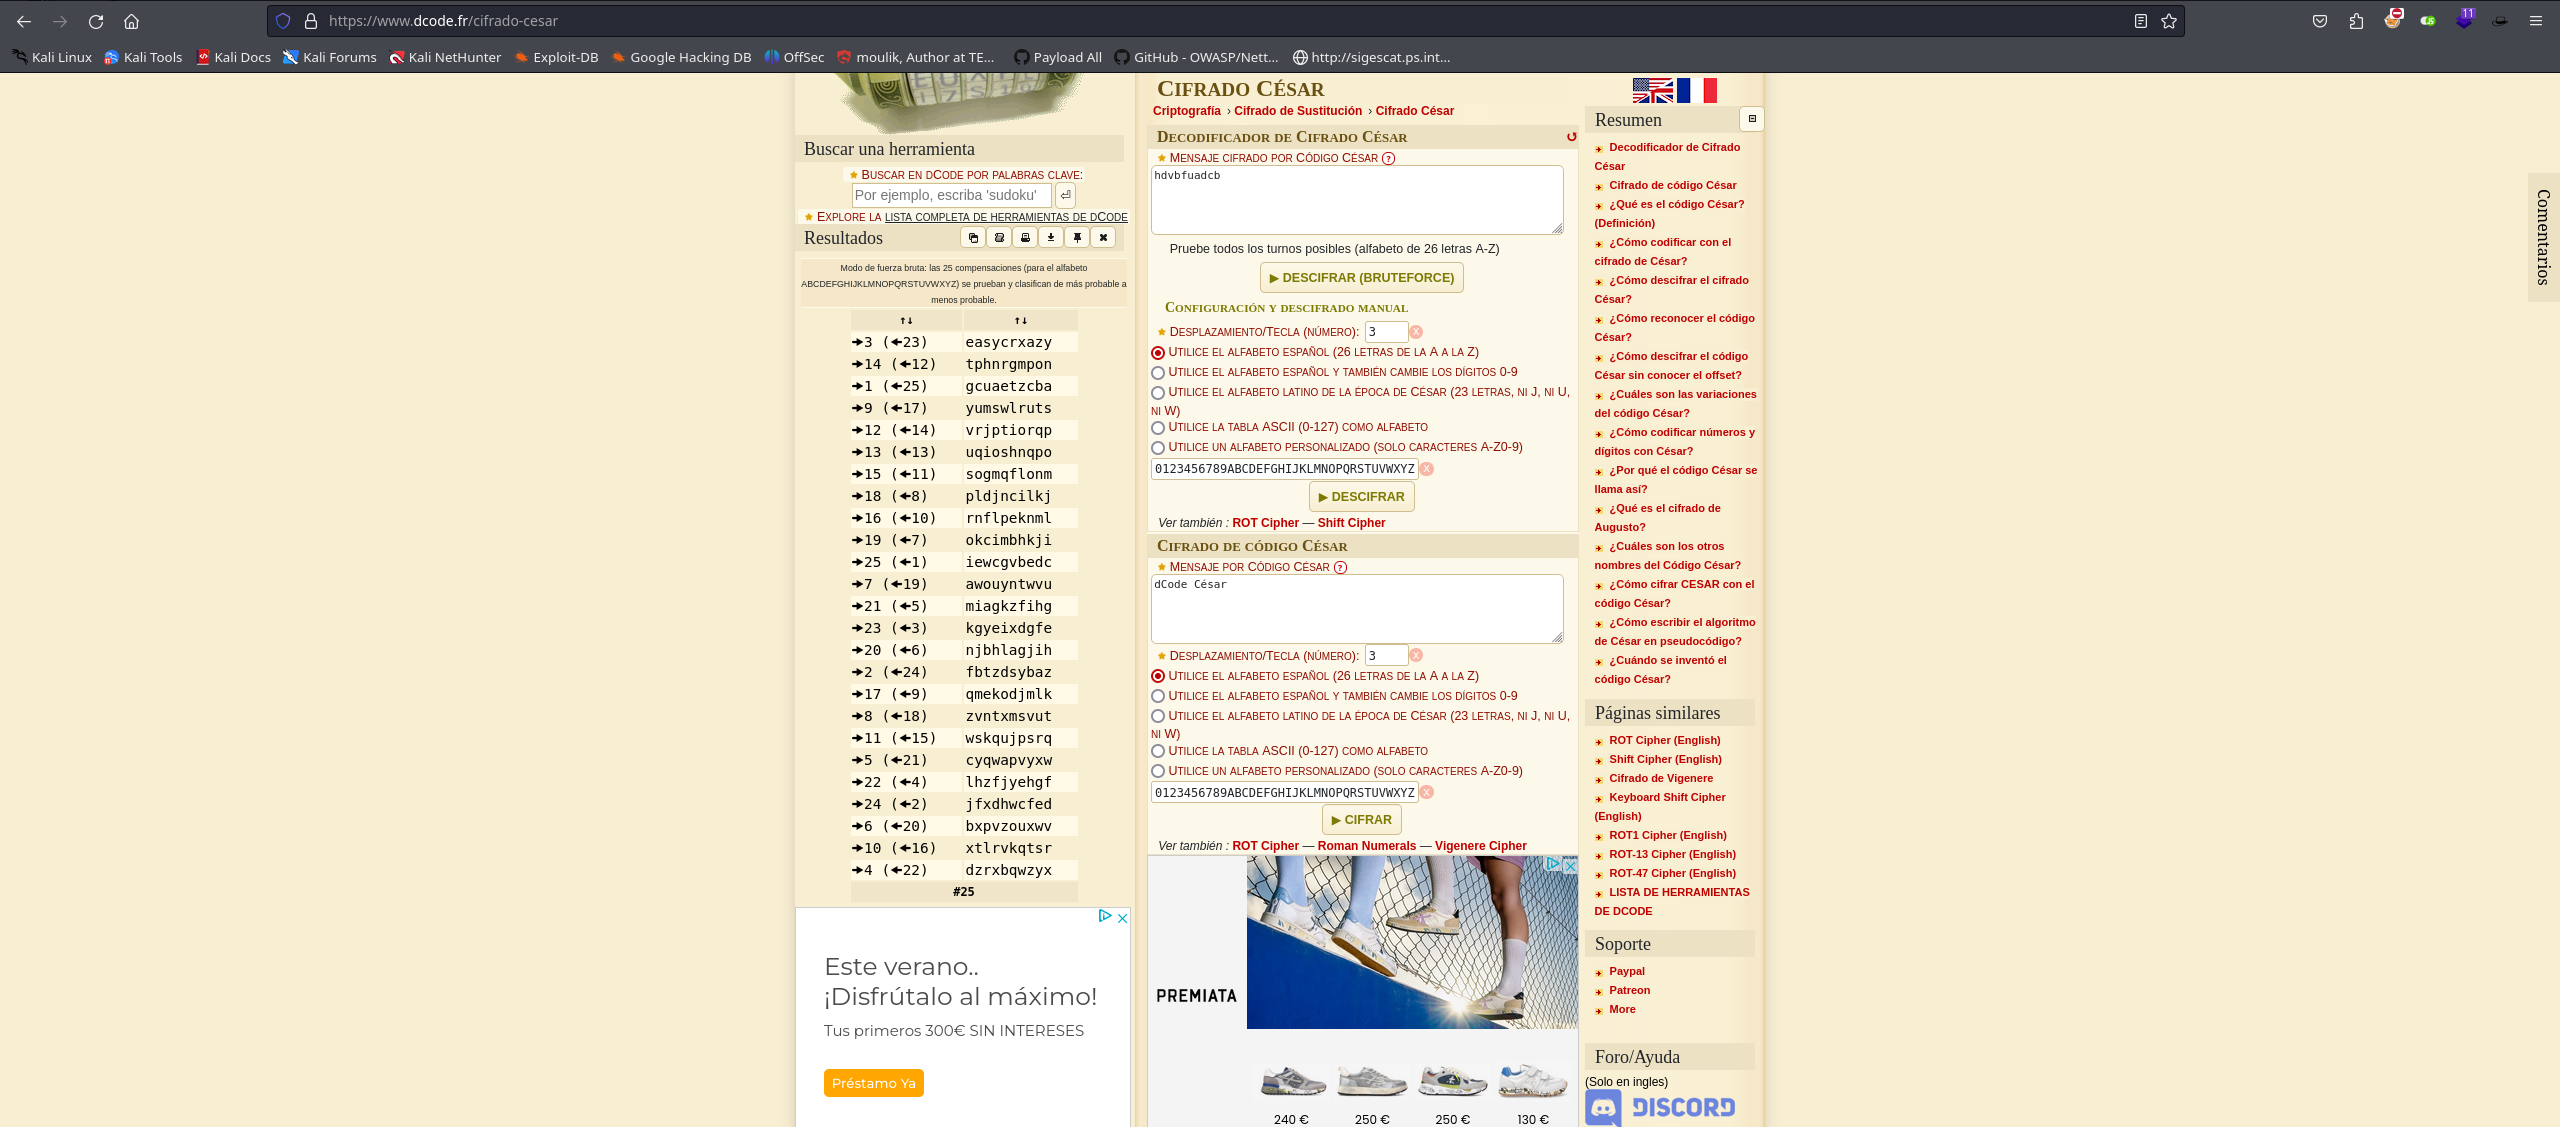 https://www.dcode.fr/cifrado-cesar
11
Kali Linux
Kali Tools
Kali Docs
Kali Forums
Kali NetHunter
Exploit-DB
Google Hacking DB
OffSec
moulik, Author at TE...
Payload All
GitHub - OWASP/Nett...
http://sigescat.ps.int...
Buscar una herramienta
Buscar en dCode por palabras clave:
Por ejemplo, escriba 'sudoku'
Explore la lista completa de herramientas de dCode
Resultados
Modo de fuerza bruta: las 25 compensaciones (para el alfabeto
ABCDEFGHIJKLMNOPQRSTUVWXYZ) se prueban y clasifican de más probable a
menos probable.
↑↓ ↑↓
→3 (←23) easycrxazy
→14 (←12) tphnrgmpon
→1 (←25) gcuaetzcba
→9 (←17) yumswlruts
→12 (←14) vrjptiorqp
→13 (←13) uqioshnqpo
→15 (←11) sogmqflonm
→18 (←8) pldjncilkj
→16 (←10) rnflpeknml
→19 (←7) okcimbhkji
→25 (←1) iewcgvbedc
→7 (←19) awouyntwvu
→21 (←5) miagkzfihg
→23 (←3) kgyeixdgfe
→20 (←6) njbhlagjih
→2 (←24) fbtzdsybaz
→17 (←9) qmekodjmlk
→8 (←18) zvntxmsvut
→11 (←15) wskqujpsrq
→5 (←21) cyqwapvyxw
→22 (←4) lhzfjyehgf
→24 (←2) jfxdhwcfed
→6 (←20) bxpvzouxwv
→10 (←16) xtlrvkqtsr
→4 (←22) dzrxbqwzyx
#25
Este verano..
¡Disfrútalo al máximo!
Tus primeros 300€ SIN INTERESES
Préstamo Ya
Cifrado César
Criptografía › Cifrado de Sustitución › Cifrado César
Decodificador de Cifrado César
Mensaje cifrado por Código César ?
hdvbfuadcb
Pruebe todos los turnos posibles (alfabeto de 26 letras A-Z)
▶ DESCIFRAR (BRUTEFORCE)
Configuración y descifrado manual
Desplazamiento/Tecla (número): 3 X
Utilice el alfabeto español (26 letras de la A a la Z)
Utilice el alfabeto español y también cambie los dígitos 0-9
Utilice el alfabeto latino de la época de César (23 letras, ni J, ni U,
ni W)
Utilice la tabla ASCII (0-127) como alfabeto
Utilice un alfabeto personalizado (solo caracteres A-Z0-9)
0123456789ABCDEFGHIJKLMNOPQRSTUVWXYZ X
▶ DESCIFRAR
Ver también : ROT Cipher — Shift Cipher
Cifrado de código César
Mensaje por Código César ?
dCode César
Desplazamiento/Tecla (número): 3 X
Utilice el alfabeto español (26 letras de la A a la Z)
Utilice el alfabeto español y también cambie los dígitos 0-9
Utilice el alfabeto latino de la época de César (23 letras, ni J, ni U,
ni W)
Utilice la tabla ASCII (0-127) como alfabeto
Utilice un alfabeto personalizado (solo caracteres A-Z0-9)
0123456789ABCDEFGHIJKLMNOPQRSTUVWXYZ X
▶ CIFRAR
Ver también : ROT Cipher — Roman Numerals — Vigenere Cipher
PREMIATA
240 € 250 € 250 € 130 €
Resumen
Decodificador de Cifrado
César
Cifrado de código César
¿Qué es el código César?
(Definición)
¿Cómo codificar con el
cifrado de César?
¿Cómo descifrar el cifrado
César?
¿Cómo reconocer el código
César?
¿Cómo descifrar el código
César sin conocer el offset?
¿Cuáles son las variaciones
del código César?
¿Cómo codificar números y
dígitos con César?
¿Por qué el código César se
llama así?
¿Qué es el cifrado de
Augusto?
¿Cuáles son los otros
nombres del Código César?
¿Cómo cifrar CESAR con el
código César?
¿Cómo escribir el algoritmo
de César en pseudocódigo?
¿Cuándo se inventó el
código César?
Páginas similares
ROT Cipher (English)
Shift Cipher (English)
Cifrado de Vigenere
Keyboard Shift Cipher
(English)
ROT1 Cipher (English)
ROT-13 Cipher (English)
ROT-47 Cipher (English)
LISTA DE HERRAMIENTAS
DE DCODE
Soporte
Paypal
Patreon
More
Foro/Ayuda
(Solo en ingles)
DISCORD
Comentarios